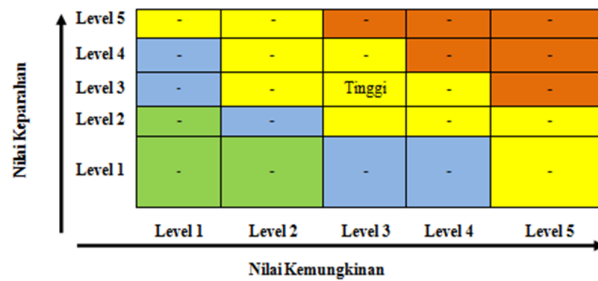 Nilai Keparahan
Level 5 - - - - -
Level 4 - - - - -
Level 3 - - Tinggi - -
Level 2 - - - - -
Level 1 - - - - -
Level 1 Level 2 Level 3 Level 4 Level 5
Nilai Kemungkinan